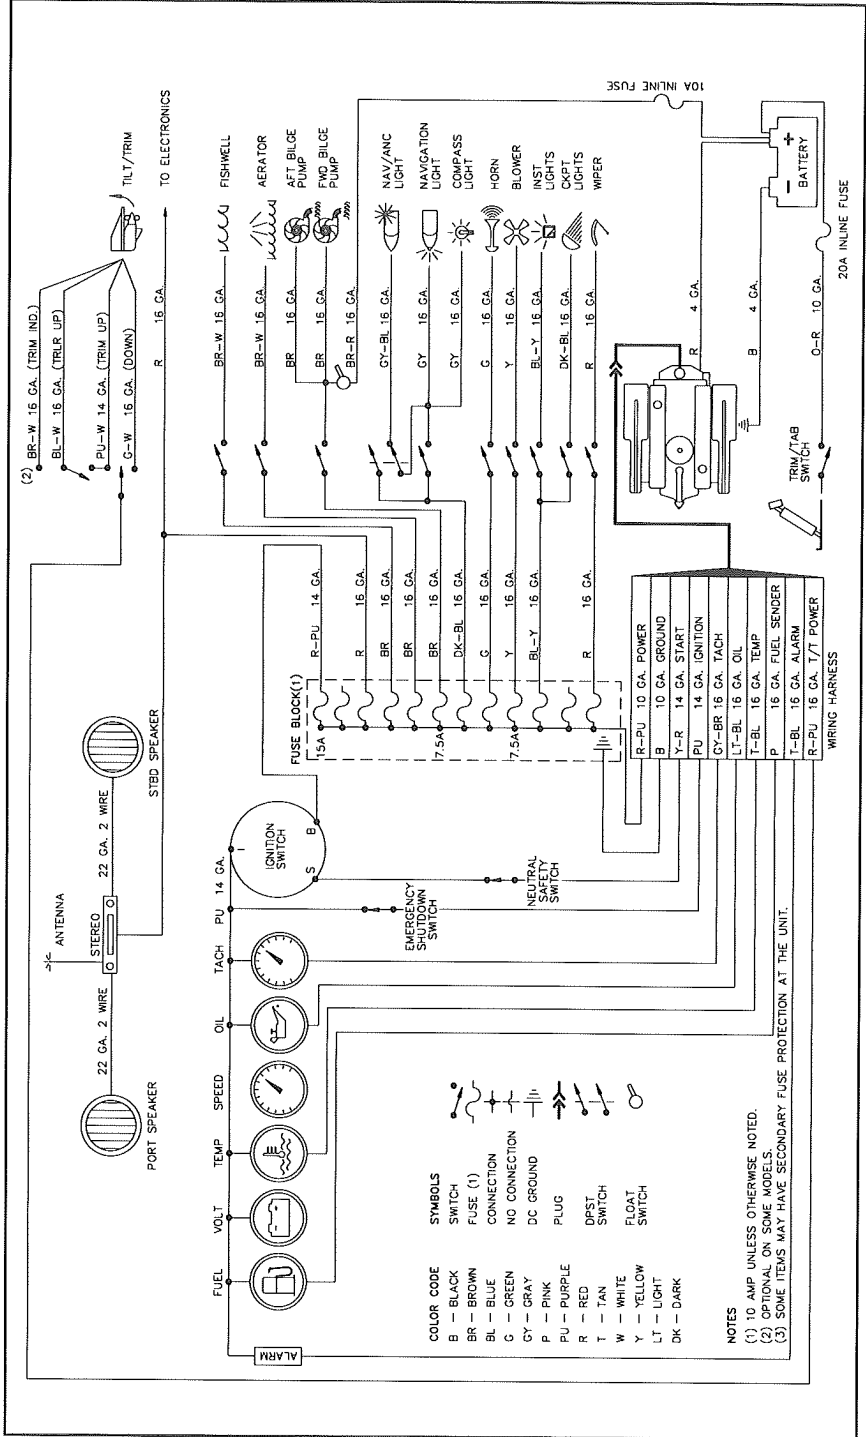 TILT/TRIM
(2) BR-W 16 GA. (TRIM IND.)
BL-W 16 GA. (TRLR UP)
PU-W 14 GA. (TRIM UP)
G-W 16 GA. (DOWN)
TO ELECTRONICS
R 16 GA.
FISHWELL
BR-W 16 GA.
AERATOR
BR-W 16 GA.
AFT BILGE
PUMP
BR 16 GA.
FWD BILGE
PUMP
BR 16 GA.
BR-R 16 GA.
10A INLINE FUSE
NAV/ANC
LIGHT
GY-BL 16 GA.
NAVIGATION
LIGHT
GY 16 GA.
COMPASS
LIGHT
GY 16 GA.
HORN
G 16 GA.
BLOWER
Y 16 GA.
INST
LIGHTS
BL-Y 16 GA.
CKPT
LIGHTS
DK-BL 16 GA.
WIPER
R 16 GA.
R 4 GA.
B 4 GA.
+
-
BATTERY
20A INLINE FUSE
O-R 10 GA.
TRIM/TAB
SWITCH
STBD SPEAKER
22 GA. 2 WIRE
ANTENNA
STEREO
22 GA. 2 WIRE
PORT SPEAKER
FUSE BLOCK(1)
15A
7.5A
7.5A
R-PU 14 GA.
R 16 GA.
BR 16 GA.
BR 16 GA.
BR 16 GA.
DK-BL 16 GA.
G 16 GA.
Y 16 GA.
BL-Y 16 GA.
R 16 GA.
IGNITION
SWITCH
I
B
S
PU 14 GA.
EMERGENCY
SHUTDOWN
SWITCH
NEUTRAL
SAFETY
SWITCH
R-PU 10 GA. POWER
B 10 GA. GROUND
Y-R 14 GA. START
PU 14 GA. IGNITION
GY-BR 16 GA. TACH
LT-BL 16 GA. OIL
T-BL 16 GA. TEMP
P 16 GA. FUEL SENDER
T-BL 16 GA. ALARM
R-PU 16 GA. T/T POWER
WIRING HARNESS
FUEL
VOLT
TEMP
SPEED
OIL
TACH
ALARM
COLOR CODE
B - BLACK
BR - BROWN
BL - BLUE
G - GREEN
GY - GRAY
P - PINK
PU - PURPLE
R - RED
T - TAN
W - WHITE
Y - YELLOW
LT - LIGHT
DK - DARK
SYMBOLS
SWITCH
FUSE (1)
CONNECTION
NO CONNECTION
DC GROUND
PLUG
DPST
SWITCH
FLOAT
SWITCH
NOTES
(1) 10 AMP UNLESS OTHERWISE NOTED.
(2) OPTIONAL ON SOME MODELS.
(3) SOME ITEMS MAY HAVE SECONDARY FUSE PROTECTION AT THE UNIT.